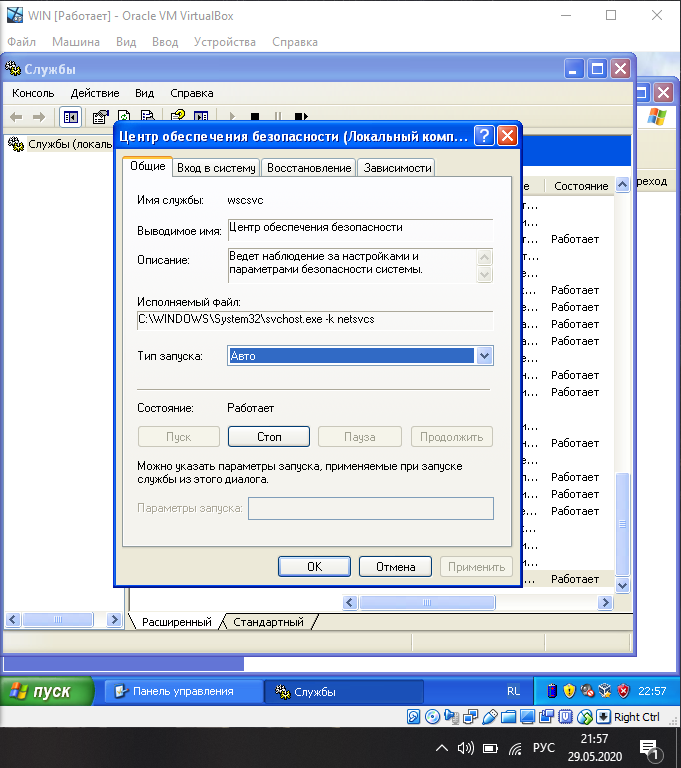 WIN [Работает] - Oracle VM VirtualBox
Файл Машина Вид Ввод Устройства Справка
Службы
Консоль Действие Вид Справка
Службы (локаль
Центр обеспечения безопасности (Локальный комп...
Общие Вход в систему Восстановление Зависимости
Имя службы: wscsvc
Выводимое имя: Центр обеспечения безопасности
Описание: Ведет наблюдение за настройками и
параметрами безопасности системы.
Исполняемый файл:
C:\WINDOWS\System32\svchost.exe -k netsvcs
Тип запуска: Авто
Состояние: Работает
Пуск Стоп Пауза Продолжить
Можно указать параметры запуска, применяемые при запуске
службы из этого диалога.
Параметры запуска:
OK Отмена Применить
Состояние
реход
Работает
Работает
Работает
Работает
Работает
Работает
Работает
Работает
Работает
Работает
Работает
Расширенный Стандартный
пуск Панель управления Службы RL 22:57
Right Ctrl
РУС 21:57
29.05.2020
1